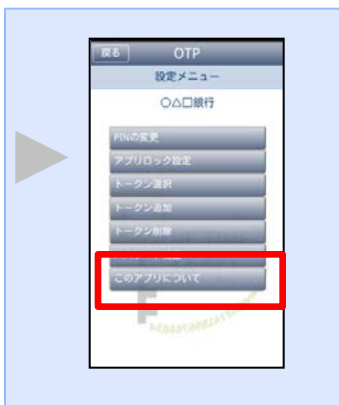 戻る OTP
設定メニュー
○△□銀行
PINの変更
アプリロック設定
トークン選択
トークン追加
トークン削除
このアプリについて